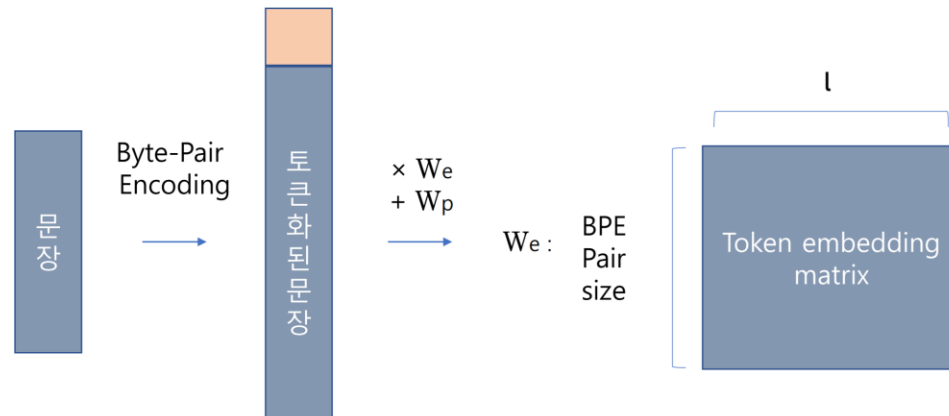 문장
Byte-Pair
Encoding
토큰화된문장
× We
+ Wp
We :
BPE
Pair
size
l
Token embedding
matrix